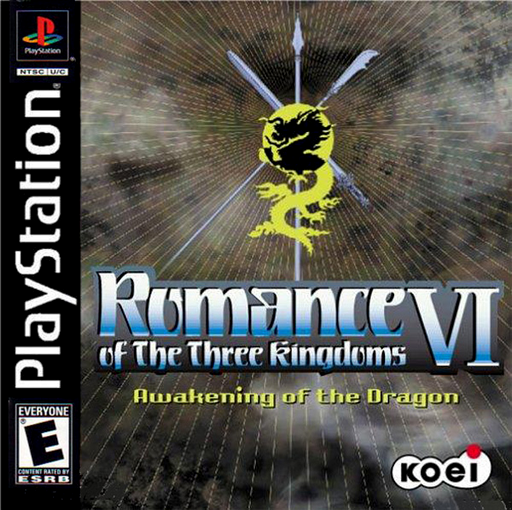 PlayStation
NTSC U/C
PlayStation
Romance VI
of The Three Kingdoms
Awakening of the Dragon
EVERYONE
E
CONTENT RATED BY
ESRB
KOEI